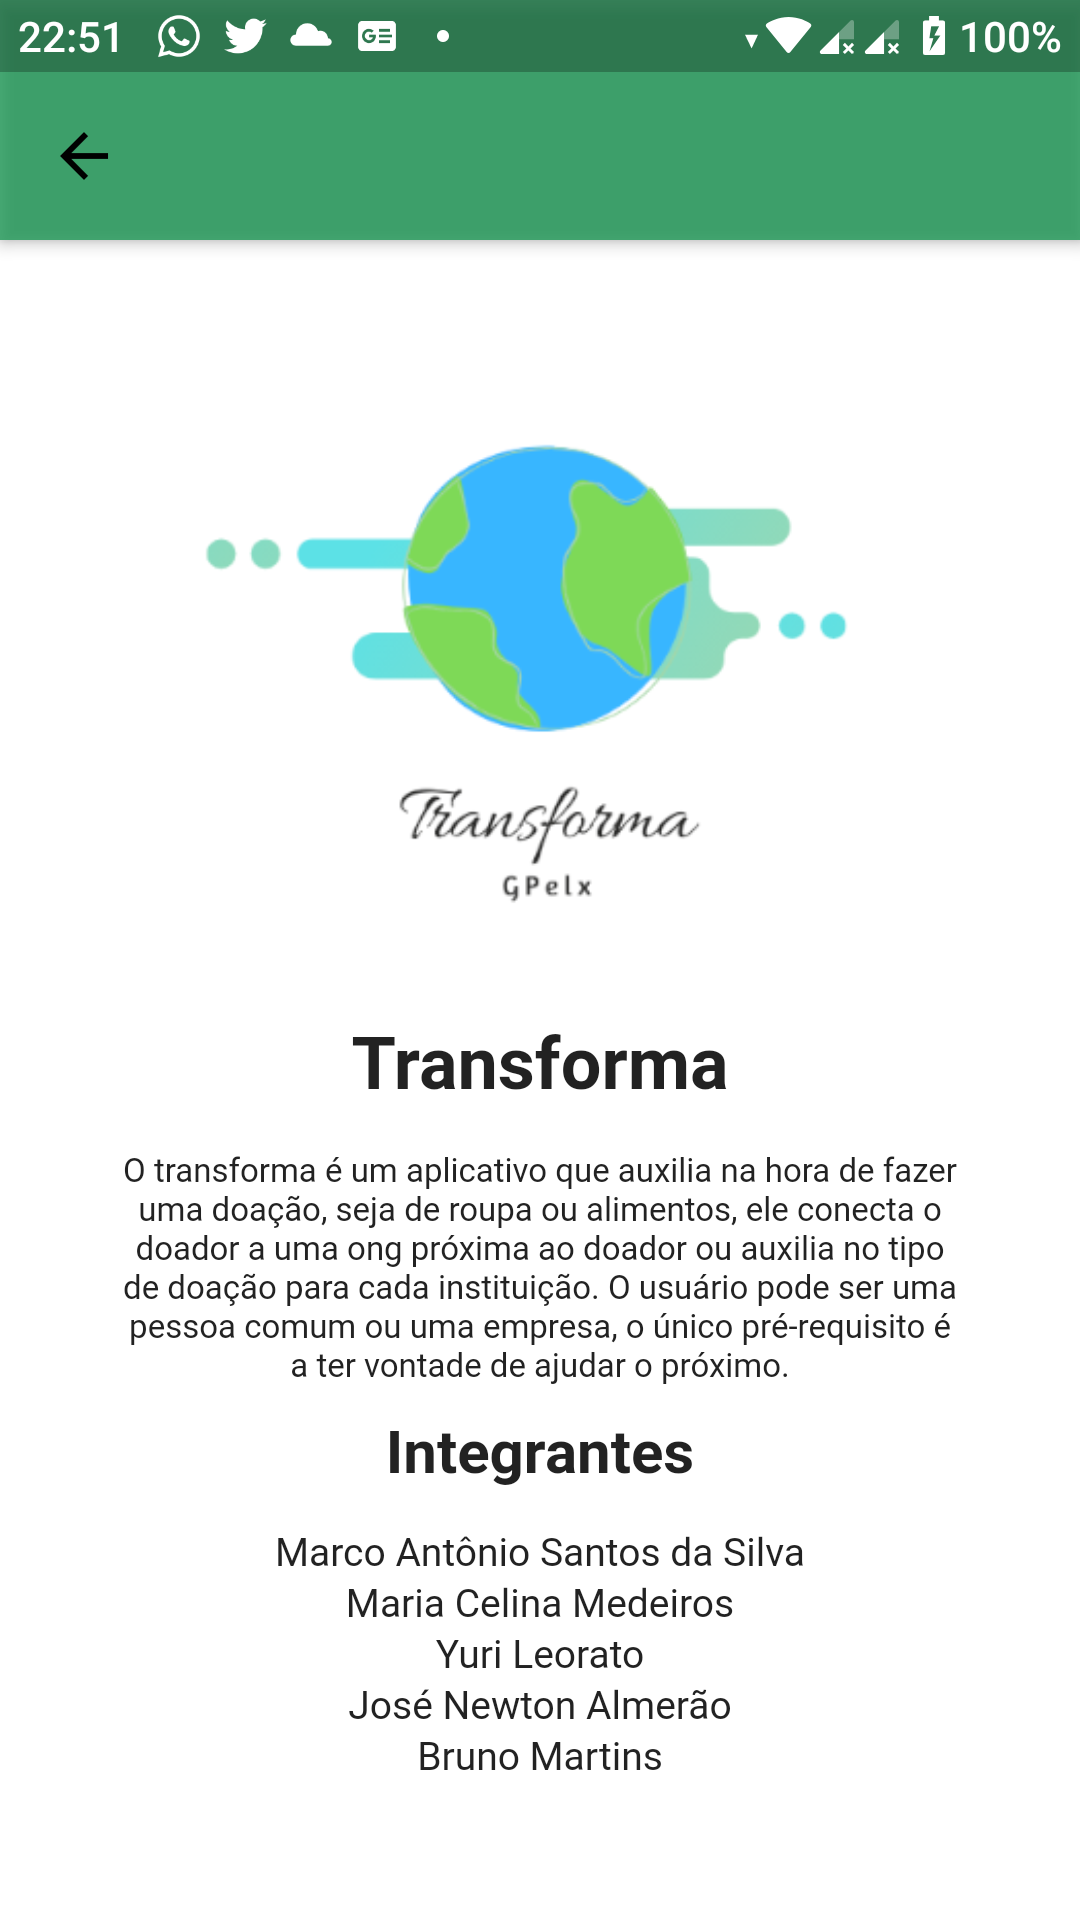 22:51
100%
Transforma
GPelx
Transforma
O transforma é um aplicativo que auxilia na hora de fazer
uma doação, seja de roupa ou alimentos, ele conecta o
doador a uma ong próxima ao doador ou auxilia no tipo
de doação para cada instituição. O usuário pode ser uma
pessoa comum ou uma empresa, o único pré-requisito é
a ter vontade de ajudar o próximo.
Integrantes
Marco Antônio Santos da Silva
Maria Celina Medeiros
Yuri Leorato
José Newton Almerão
Bruno Martins